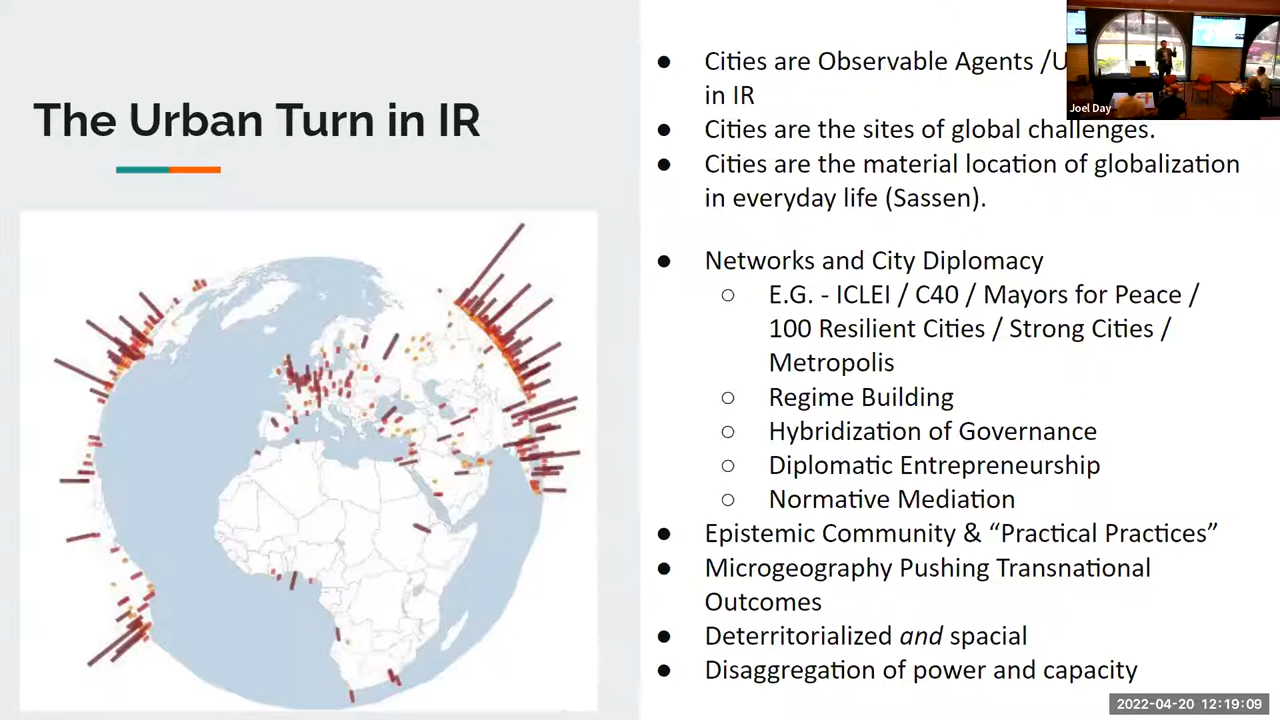 The Urban Turn in IR
● Cities are Observable Agents /U
in IR
● Cities are the sites of global challenges.
● Cities are the material location of globalization
in everyday life (Sassen).
● Networks and City Diplomacy
○ E.G. - ICLEI / C40 / Mayors for Peace /
100 Resilient Cities / Strong Cities /
Metropolis
○ Regime Building
○ Hybridization of Governance
○ Diplomatic Entrepreneurship
○ Normative Mediation
● Epistemic Community & “Practical Practices”
● Microgeography Pushing Transnational
Outcomes
● Deterritorialized and spacial
● Disaggregation of power and capacity
Joel Day
2022-04-20 12:19:09